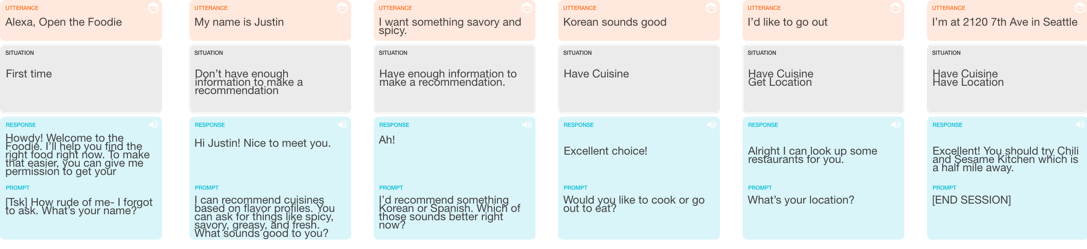 UTTERANCE
Alexa, Open the Foodie
SITUATION
First time
RESPONSE
Howdy! Welcome to the
Foodie. I'll help you find the
right food right now. To make
that easier, you can give me
permission to get your
PROMPT
[Tsk] How rude of me- I forgot
to ask. What's your name?
UTTERANCE
My name is Justin
SITUATION
Don't have enough
information to make a
recommendation
RESPONSE
Hi Justin! Nice to meet you.
PROMPT
I can recommend cuisines
based on flavor profiles. You
can ask for things like spicy,
savory, greasy, and fresh.
What sounds good to you?
UTTERANCE
I want something savory and
spicy.
SITUATION
Have enough information to
make a recommendation.
RESPONSE
Ah!
PROMPT
I'd recommend something
Korean or Spanish. Which of
those sounds better right
now?
UTTERANCE
Korean sounds good
SITUATION
Have Cuisine
RESPONSE
Excellent choice!
PROMPT
Would you like to cook or go
out to eat?
UTTERANCE
I'd like to go out
SITUATION
Have Cuisine
Get Location
RESPONSE
Alright I can look up some
restaurants for you.
PROMPT
What's your location?
UTTERANCE
I'm at 2120 7th Ave in Seattle
SITUATION
Have Cuisine
Have Location
RESPONSE
Excellent! You should try Chili
and Sesame Kitchen which is
a half mile away.
PROMPT
[END SESSION]